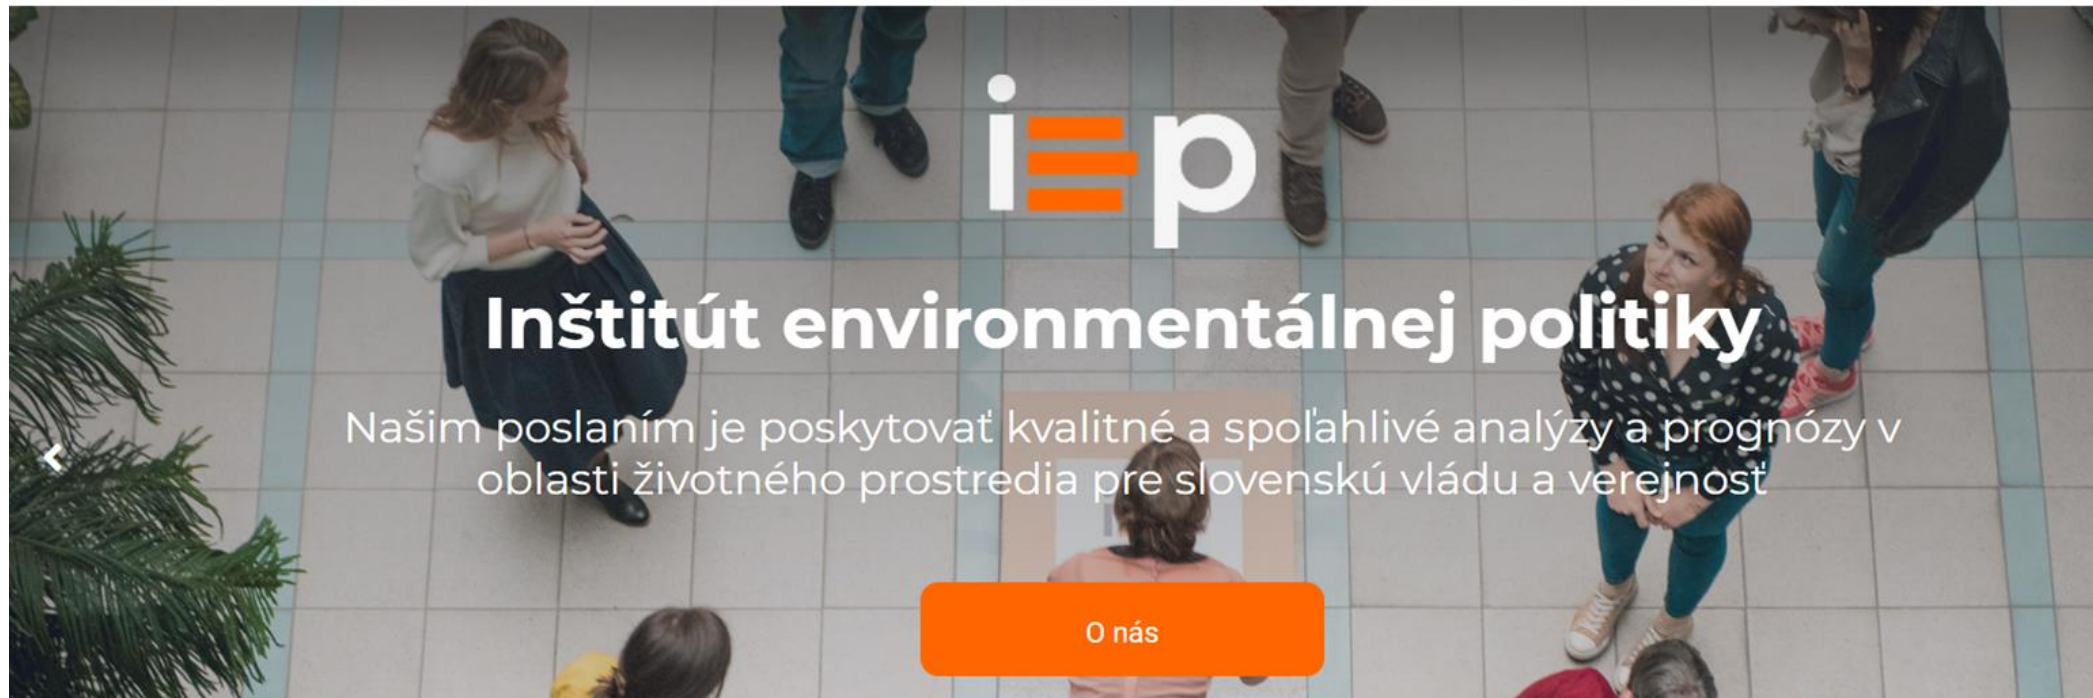 iep
Inštitút environmentálnej politiky
Našim poslaním je poskytovať kvalitné a spoľahlivé analýzy a prognózy v
oblasti životného prostredia pre slovenskú vládu a verejnosť
O nás